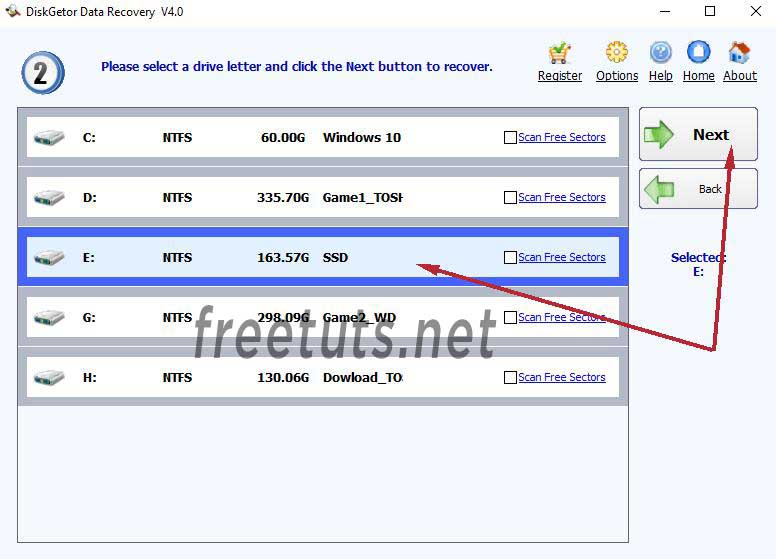 DiskGetor Data Recovery V4.0
2
Please select a drive letter and click the Next button to recover.
Register Options Help Home About
C: NTFS 60.00G Windows 10 Scan Free Sectors
D: NTFS 335.70G Game1_TOSH Scan Free Sectors
E: NTFS 163.57G SSD Scan Free Sectors
G: NTFS 298.09G Game2_WD Scan Free Sectors
H: NTFS 130.06G Dowload_TOS Scan Free Sectors
Next
Back
Selected:
E:
freetuts.net